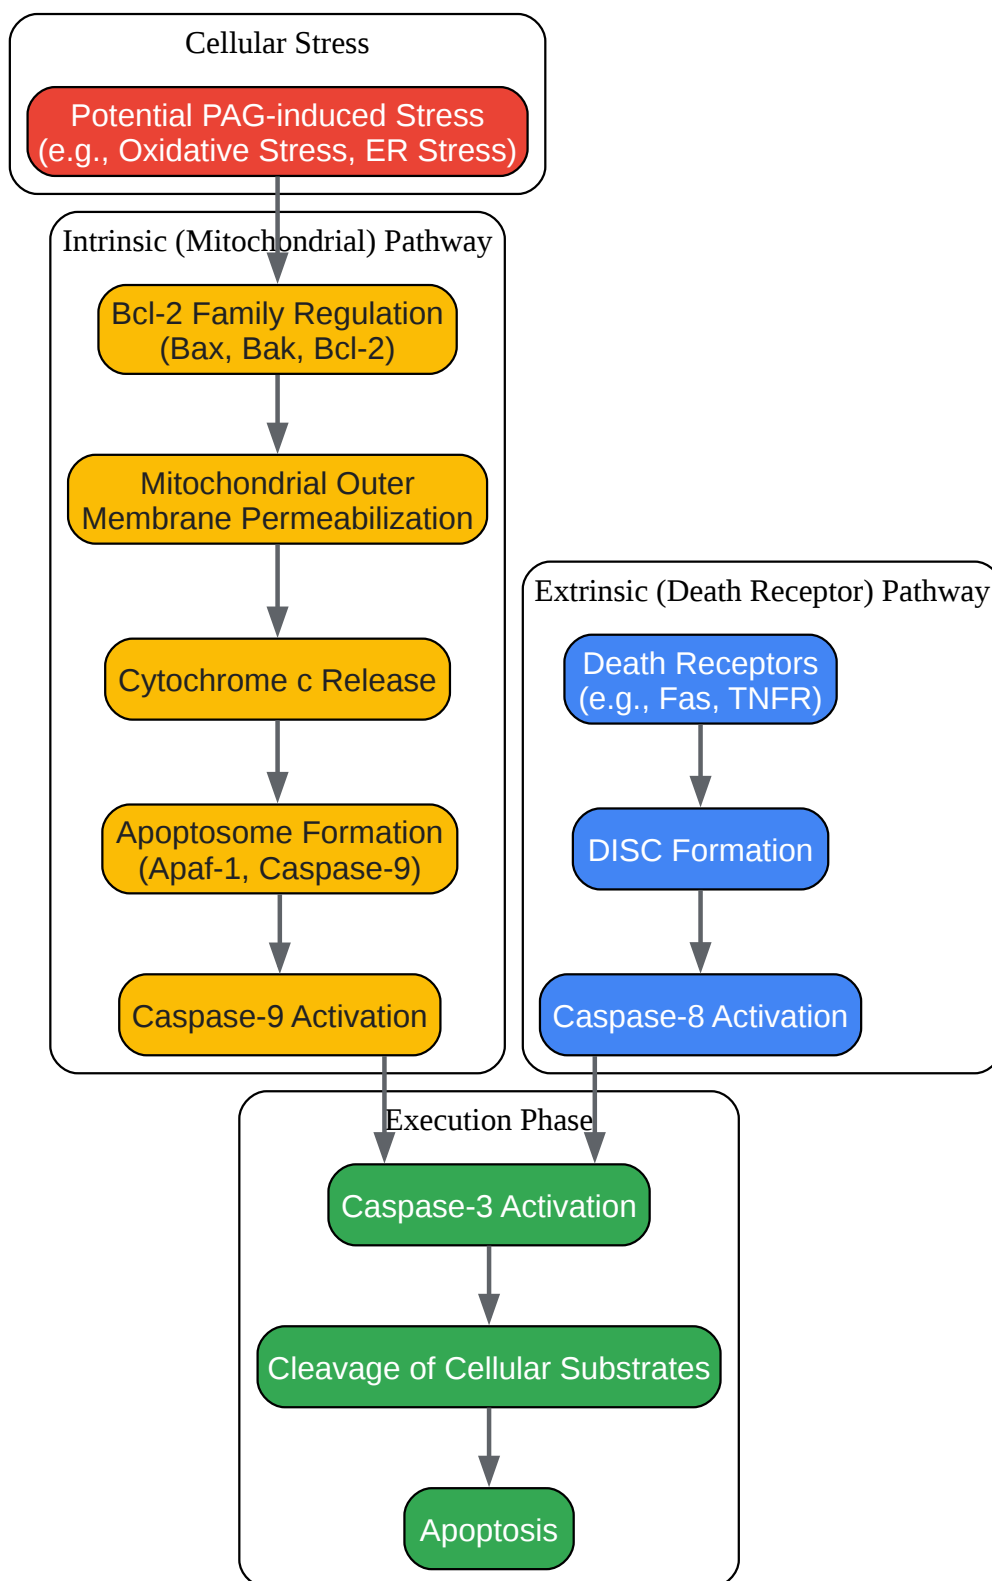 Cellular Stress
Potential PAG-induced Stress
(e.g., Oxidative Stress, ER Stress)
Intrinsic (Mitochondrial) Pathway
Bcl-2 Family Regulation
(Bax, Bak, Bcl-2)
Mitochondrial Outer
Membrane Permeabilization
Cytochrome c Release
Apoptosome Formation
(Apaf-1, Caspase-9)
Caspase-9 Activation
Extrinsic (Death Receptor) Pathway
Death Receptors
(e.g., Fas, TNFR)
DISC Formation
Caspase-8 Activation
Execution Phase
Caspase-3 Activation
Cleavage of Cellular Substrates
Apoptosis